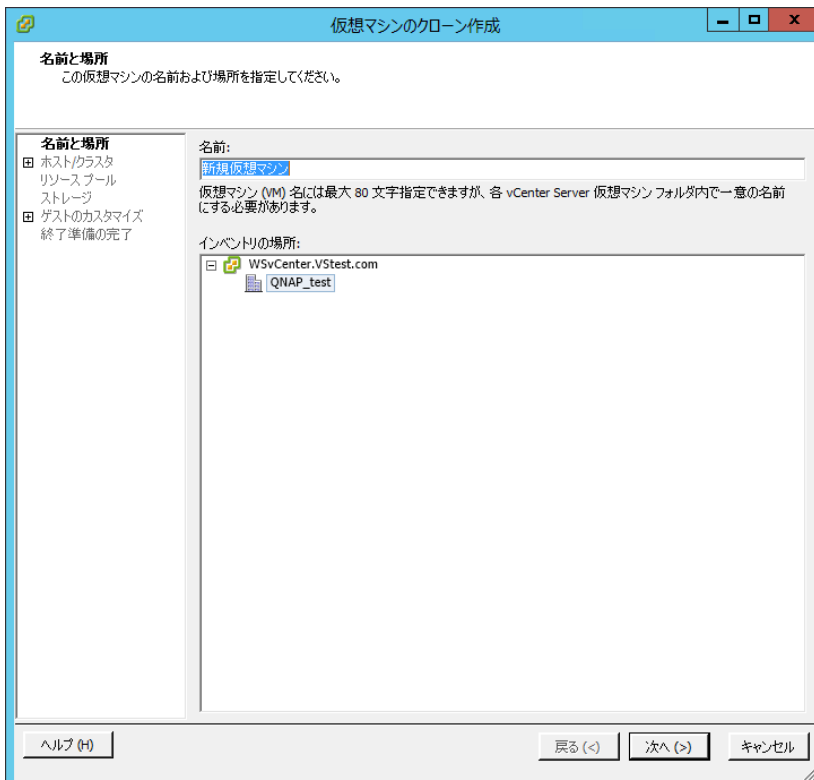 仮想マシンのクローン作成
名前と場所
この仮想マシンの名前および場所を指定してください。
名前と場所
ホスト/クラスタ
リソース プール
ストレージ
ゲストのカスタマイズ
終了準備の完了
名前:
新規仮想マシン
仮想マシン (VM) 名には最大 80 文字指定できますが、各 vCenter Server 仮想マシン フォルダ内で一意の名前
にする必要があります。
インベントリの場所:
WSvCenter.VStest.com
QNAP_test
ヘルプ (H)
戻る (<)
次へ (>)
キャンセル